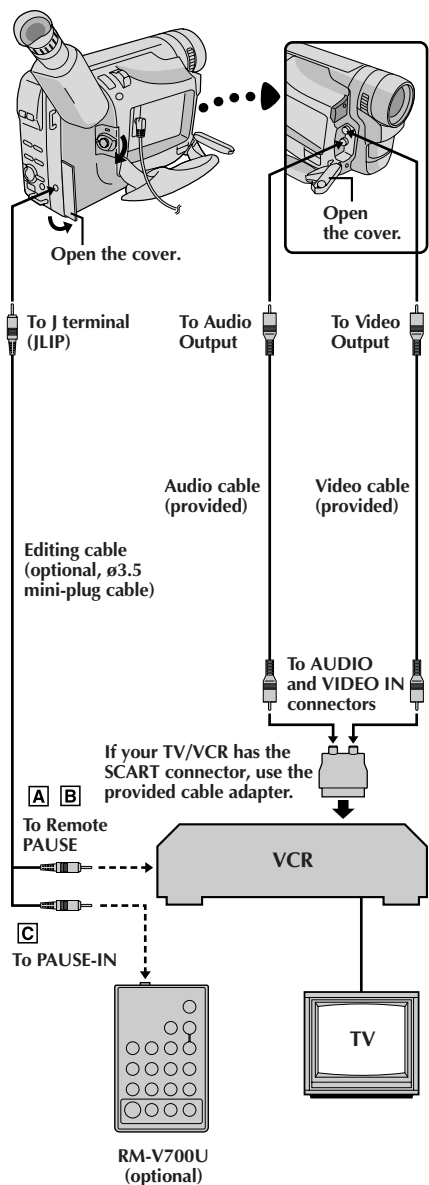 Open the cover.
Open
the cover.
To J terminal
(JLIP)
To Audio
Output
To Video
Output
Audio cable
(provided)
Video cable
(provided)
Editing cable
(optional, ø3.5
mini-plug cable)
To AUDIO
and VIDEO IN
connectors
If your TV/VCR has the
SCART connector, use the
provided cable adapter.
A B
To Remote
PAUSE
VCR
C
To PAUSE-IN
TV
RM-V700U
(optional)